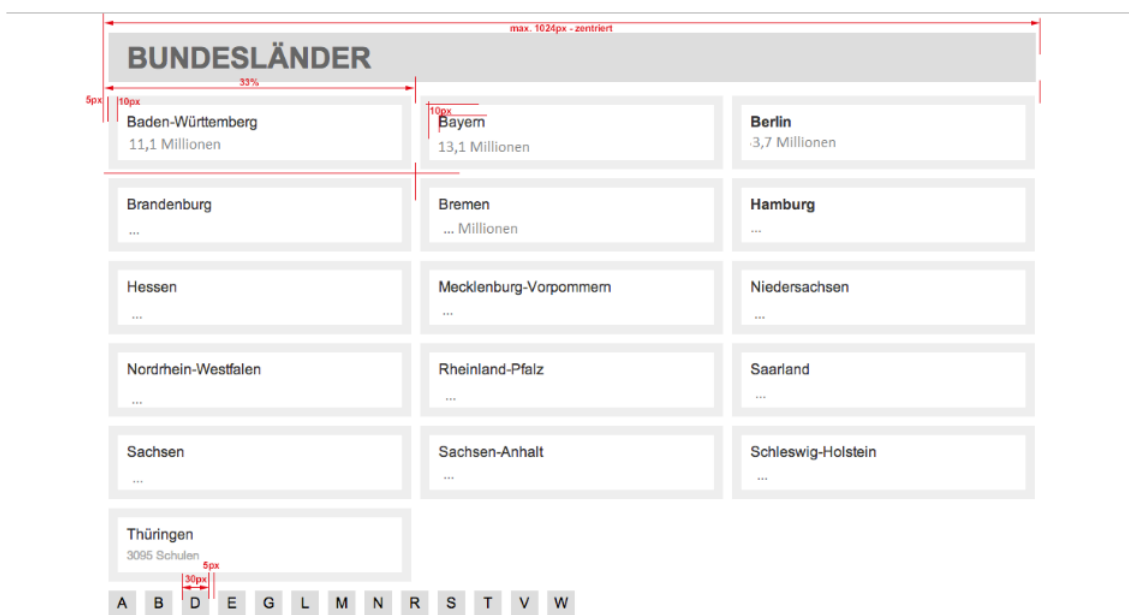 max. 1024px - zentriert
BUNDESLÄNDER
33%
5px 10px 10px
Baden-Württemberg Bayern Berlin
11,1 Millionen 13,1 Millionen 3,7 Millionen
Brandenburg Bremen Hamburg
... ... Millionen ...
Hessen Mecklenburg-Vorpommern Niedersachsen
... ... ...
Nordrhein-Westfalen Rheinland-Pfalz Saarland
... ... ...
Sachsen Sachsen-Anhalt Schleswig-Holstein
... ... ...
Thüringen
3095 Schulen
5px
30px
A B D E G L M N R S T V W